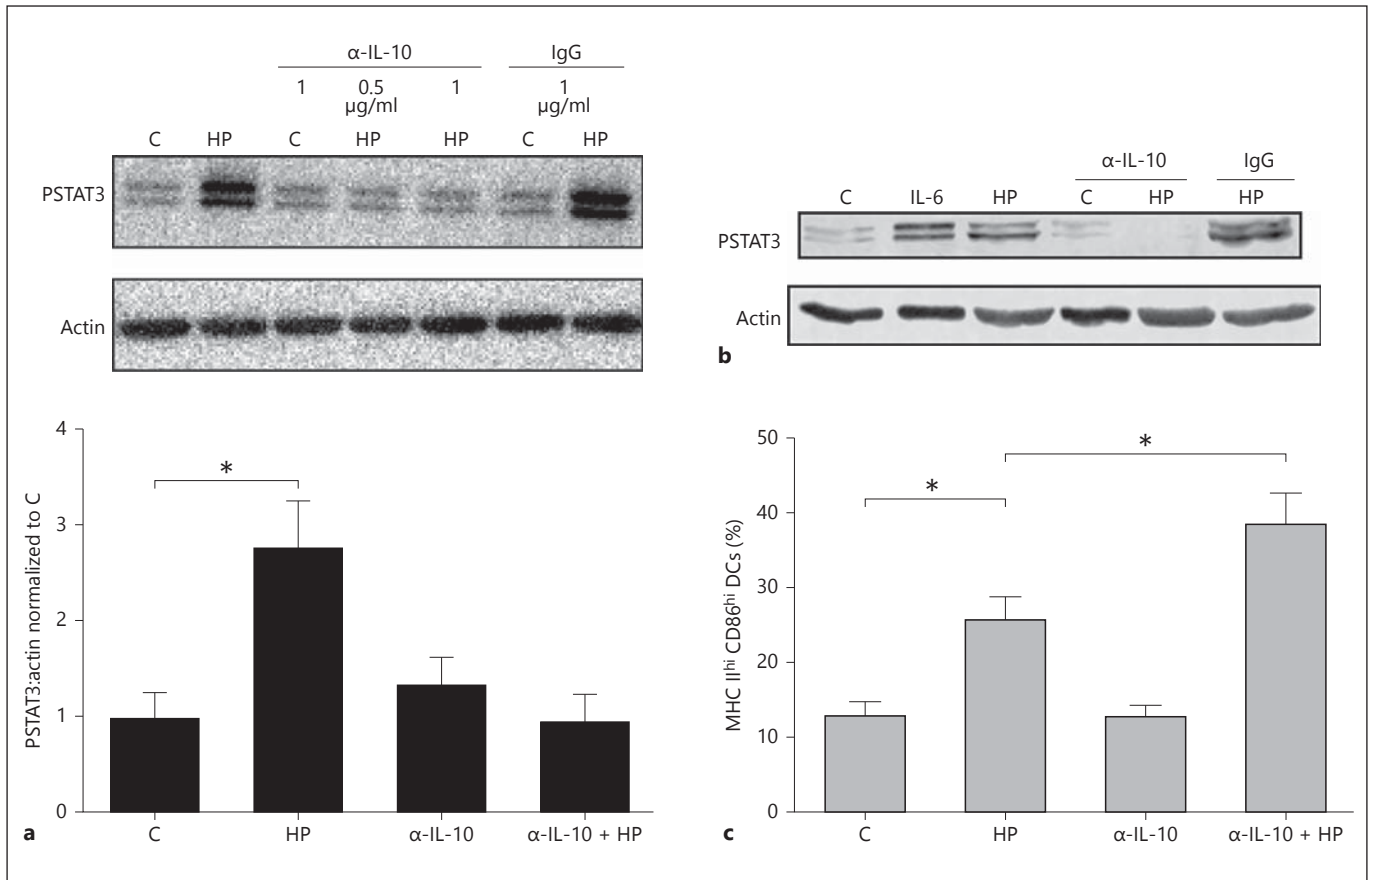 α-IL-10 IgG
1 0.5 1 1
µg/ml µg/ml
C HP C HP HP C HP
PSTAT3
Actin
α-IL-10 IgG
C IL-6 HP C HP HP
PSTAT3
Actin
b
4
3
2
1
0
PSTAT3:actin normalized to C
*
C HP α-IL-10 α-IL-10 + HP
a
50
40
30
20
10
0
MHC IIhi CD86hi DCs (%)
*
*
C HP α-IL-10 α-IL-10 + HP
c